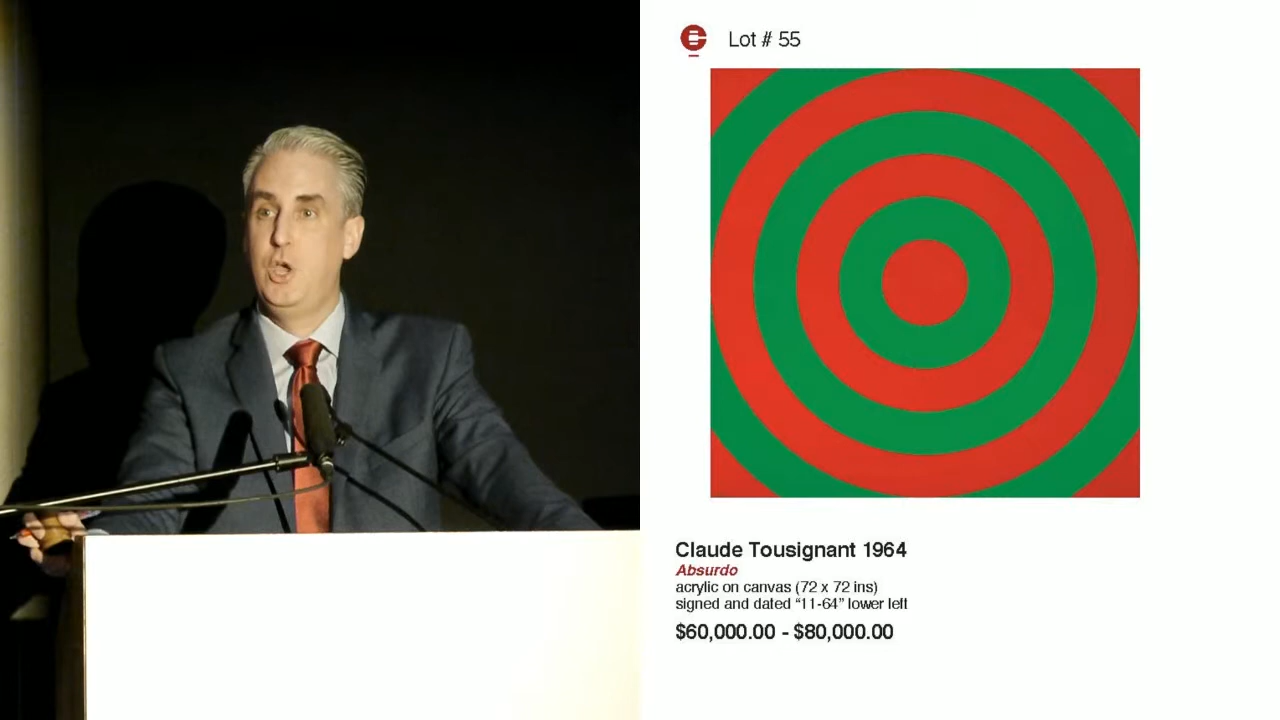 Lot # 55
Claude Tousignant 1964
Absurdo
acrylic on canvas (72 x 72 ins)
signed and dated “11-64” lower left
$60,000.00 - $80,000.00